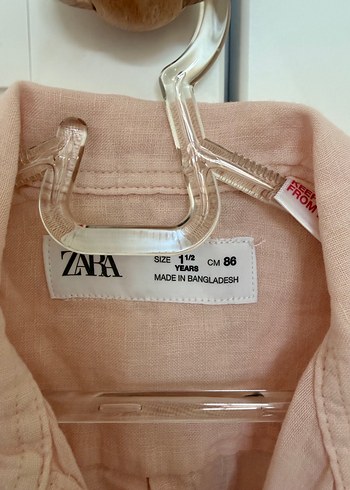 KEEP
FROM
ZARA
SIZE 1 1/2 YEARS CM 86
MADE IN BANGLADESH